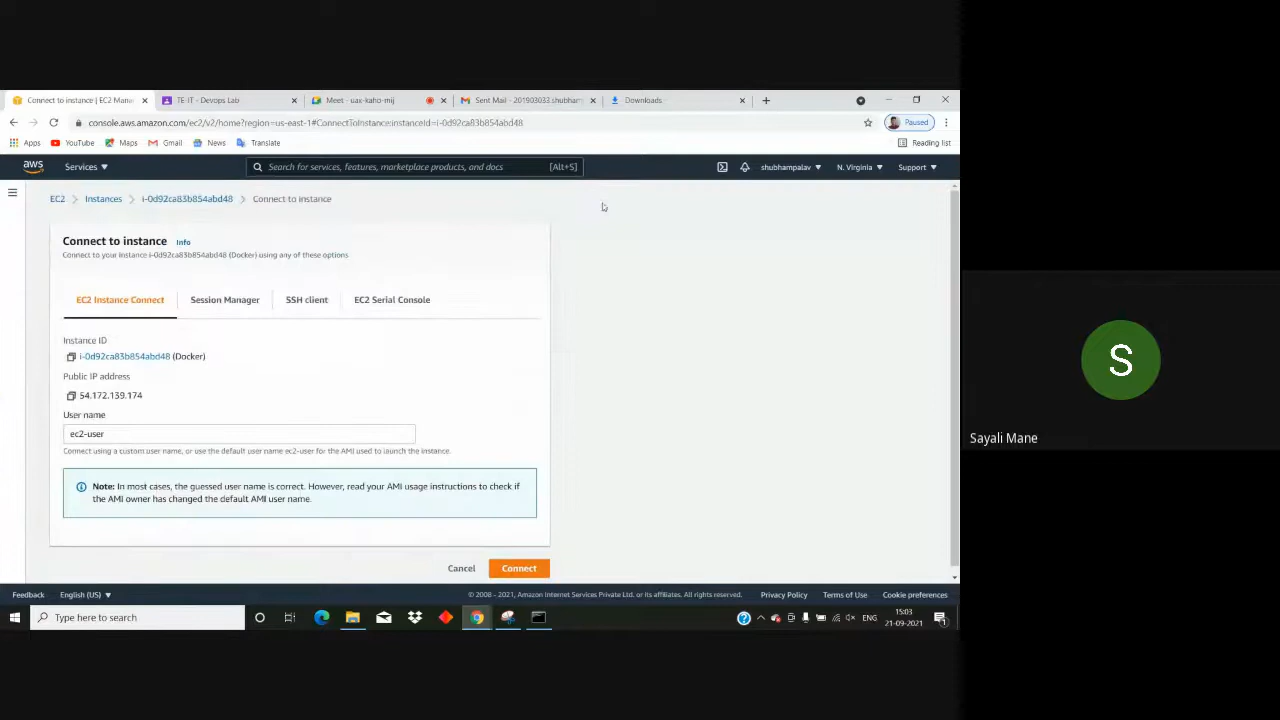 Connect to instance | EC2 Mana
TE-IT - Devops Lab
Meet - uax-kaho-mij
Sent Mail - 201903033.shubham
Downloads
console.aws.amazon.com/ec2/v2/home?region=us-east-1#ConnectToInstance:instanceId=i-0d92ca83b854abd48
Paused
Apps
YouTube
Maps
Gmail
News
Translate
Reading list
aws
Services
Search for services, features, marketplace products, and docs
[Alt+S]
shubhampalav
N. Virginia
Support
EC2
Instances
i-0d92ca83b854abd48
Connect to instance
Connect to instance Info
Connect to your instance i-0d92ca83b854abd48 (Docker) using any of these options
EC2 Instance Connect
Session Manager
SSH client
EC2 Serial Console
Instance ID
i-0d92ca83b854abd48 (Docker)
Public IP address
54.172.139.174
User name
ec2-user
Connect using a custom user name, or use the default user name ec2-user for the AMI used to launch the instance.
Note: In most cases, the guessed user name is correct. However, read your AMI usage instructions to check if
the AMI owner has changed the default AMI user name.
Cancel
Connect
Feedback
English (US)
© 2008 - 2021, Amazon Internet Services Private Ltd. or its affiliates. All rights reserved.
Privacy Policy
Terms of Use
Cookie preferences
Type here to search
ENG
15:03
21-09-2021
1
S
Sayali Mane